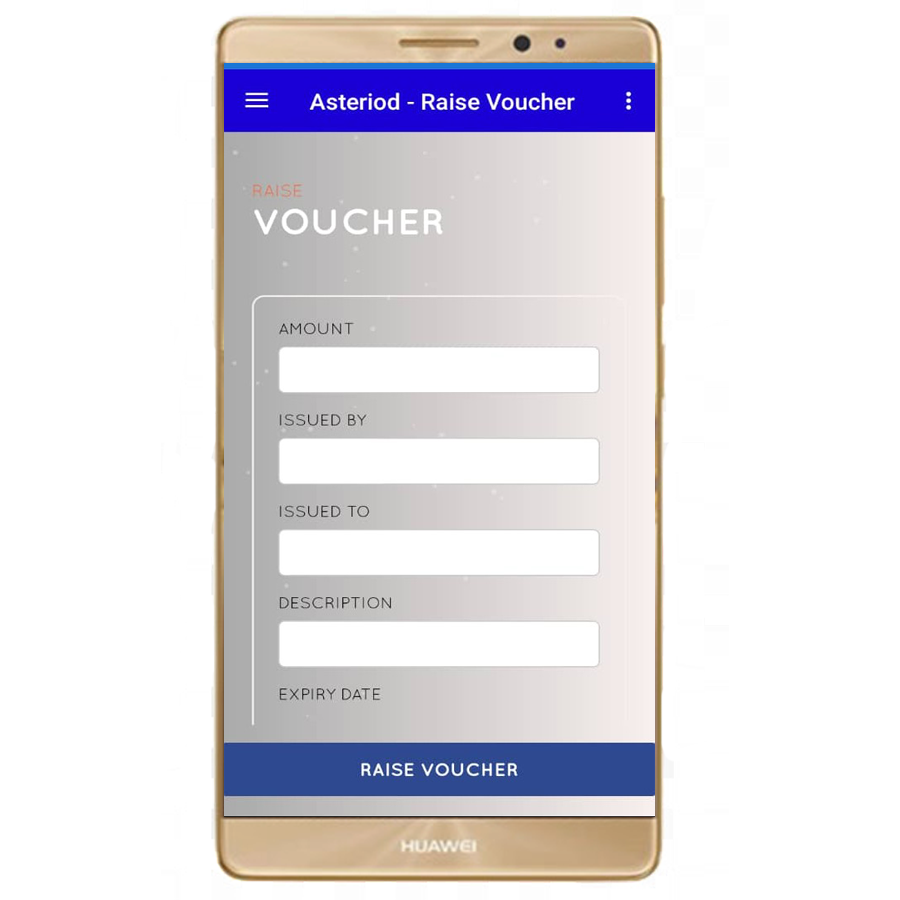 Asteriod - Raise Voucher
RAISE
VOUCHER
AMOUNT
ISSUED BY
ISSUED TO
DESCRIPTION
EXPIRY DATE
RAISE VOUCHER
HUAWEI